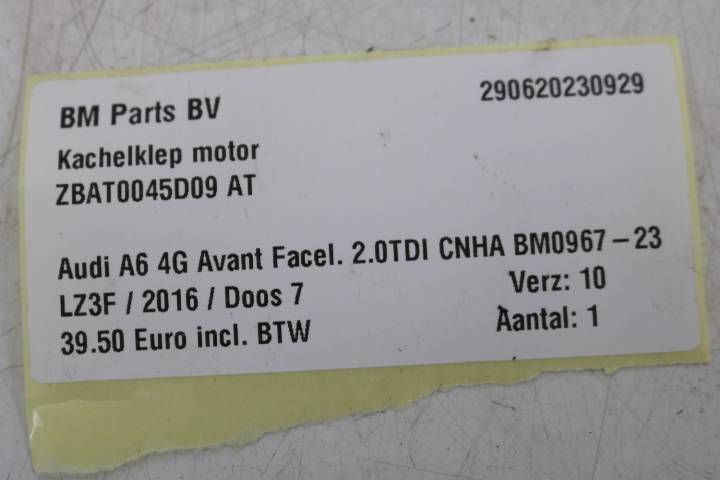 BM Parts BV 290620230929
Kachelklep motor
ZBAT0045D09 AT
Audi A6 4G Avant Facel. 2.0TDI CNHA BM0967-23
LZ3F / 2016 / Doos 7 Verz: 10
39.50 Euro incl. BTW Aantal: 1